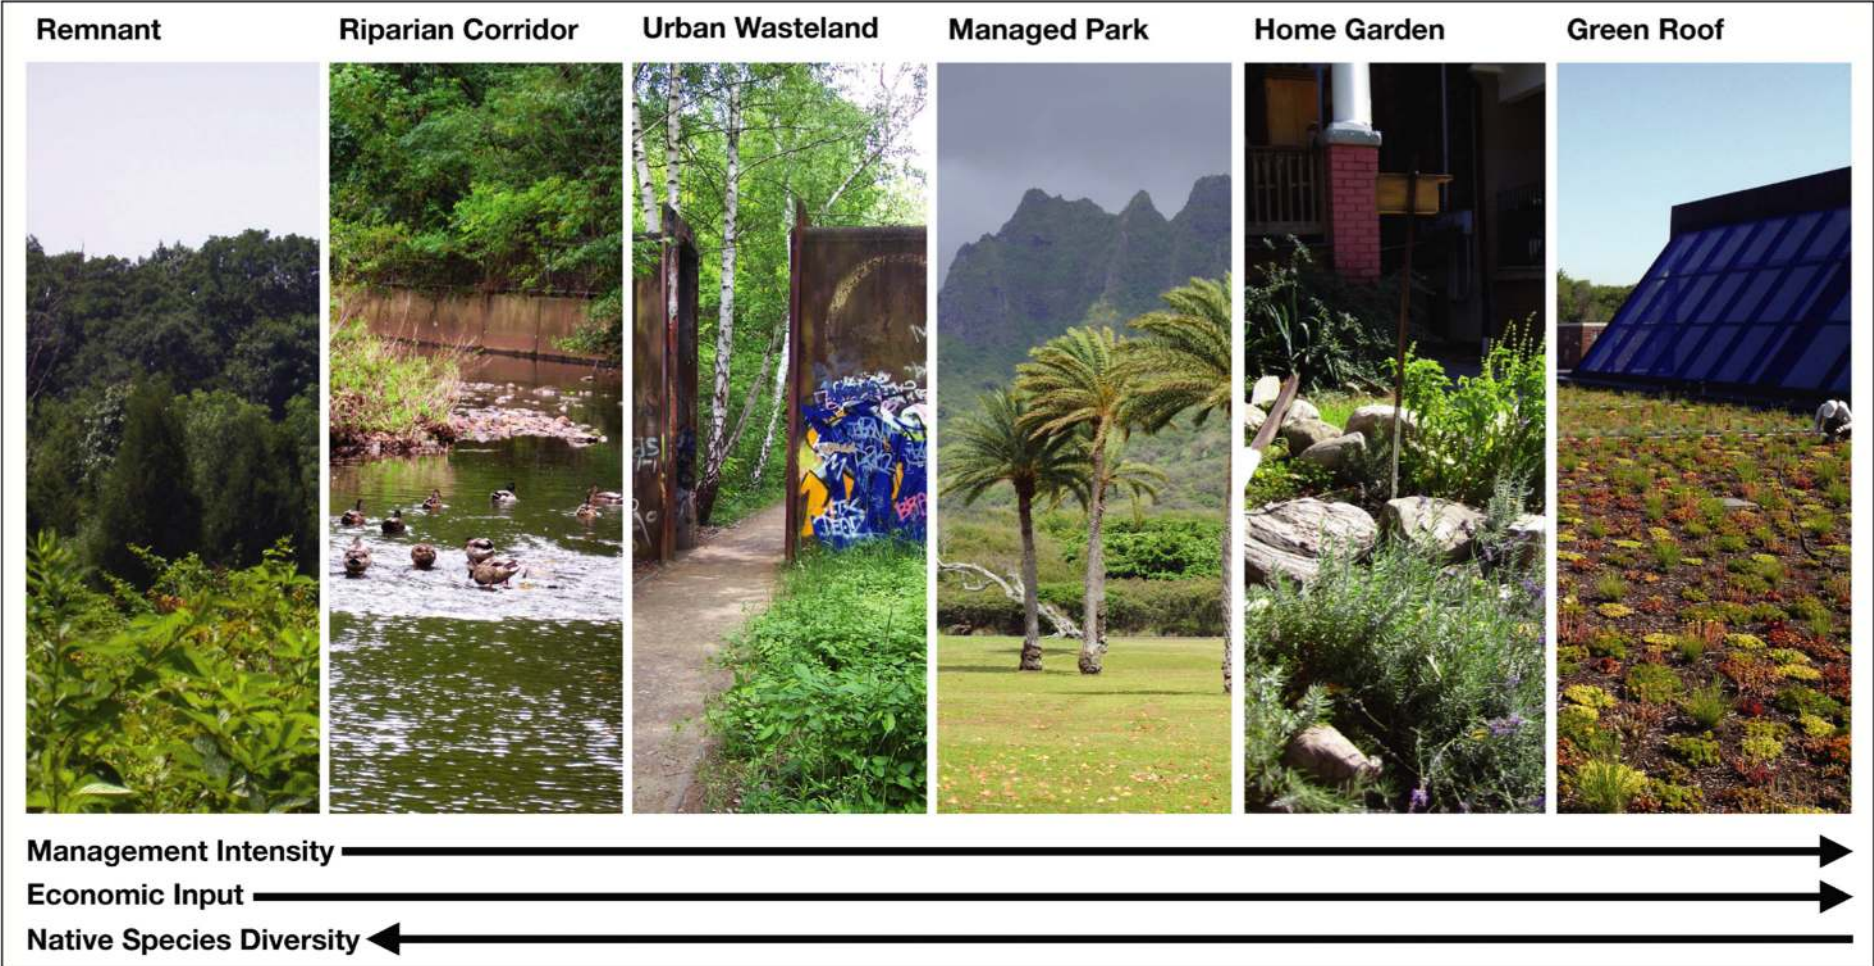 Remnant
Riparian Corridor
Urban Wasteland
Managed Park
Home Garden
Green Roof
Management Intensity
Economic Input
Native Species Diversity